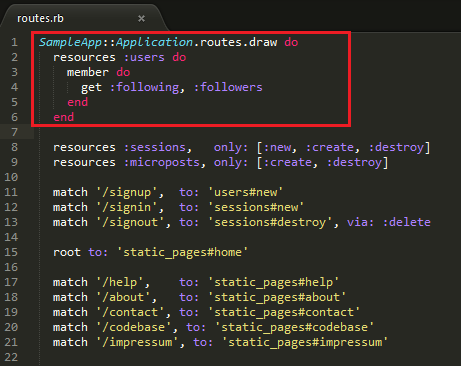 routes.rb ×
1 SampleApp::Application.routes.draw do
2   resources :users do
3     member do
4       get :following, :followers
5     end
6   end
7
8   resources :sessions,   only: [:new, :create, :destroy]
9   resources :microposts, only: [:create, :destroy]
10
11   match '/signup',  to: 'users#new'
12   match '/signin',  to: 'sessions#new'
13   match '/signout', to: 'sessions#destroy', via: :delete
14
15   root to: 'static_pages#home'
16
17   match '/help',    to: 'static_pages#help'
18   match '/about',   to: 'static_pages#about'
19   match '/contact', to: 'static_pages#contact'
20   match '/codebase', to: 'static_pages#codebase'
21   match '/impressum', to: 'static_pages#impressum'
22